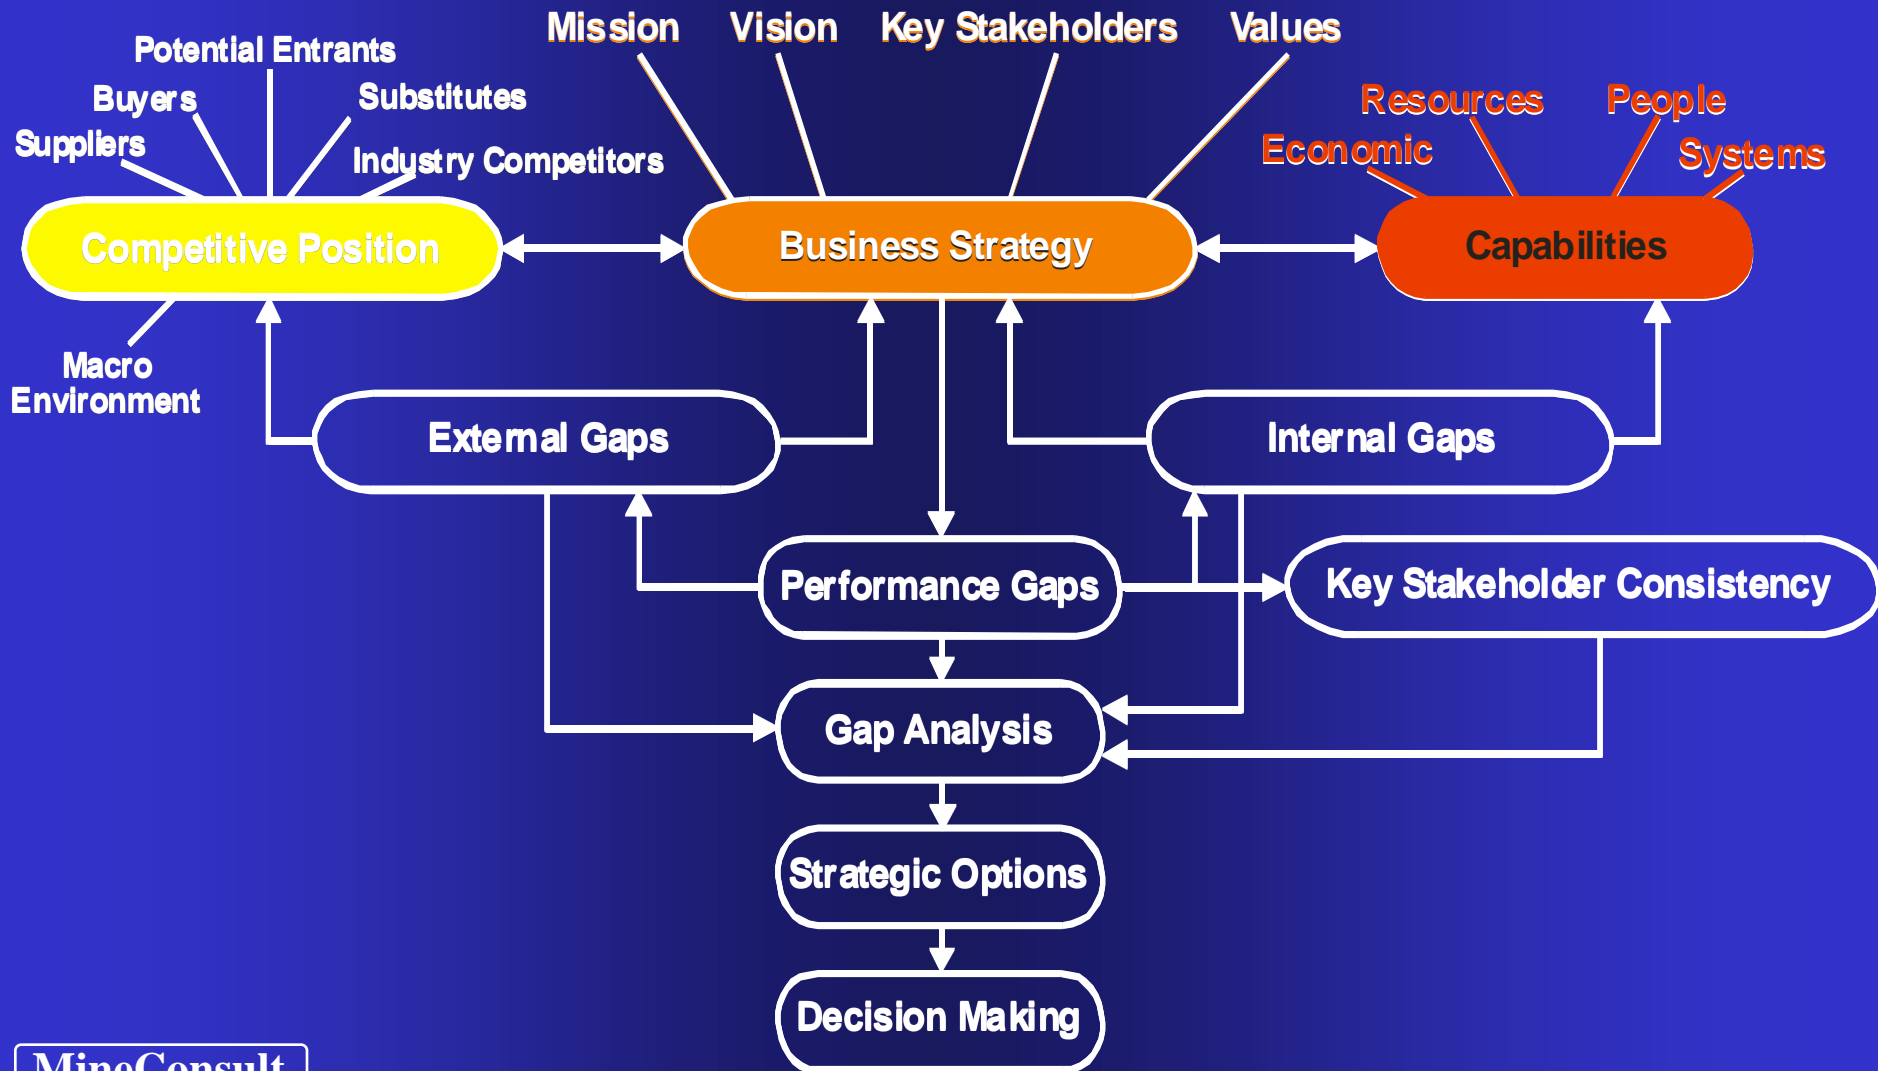 Mission Vision Key Stakeholders Values
Potential Entrants
Buyers
Substitutes
Suppliers
Industry Competitors
Resources
People
Economic
Systems
Competitive Position
Business Strategy
Capabilities
Macro
Environment
External Gaps
Internal Gaps
Performance Gaps
Key Stakeholder Consistency
Gap Analysis
Strategic Options
Decision Making
MineConsult